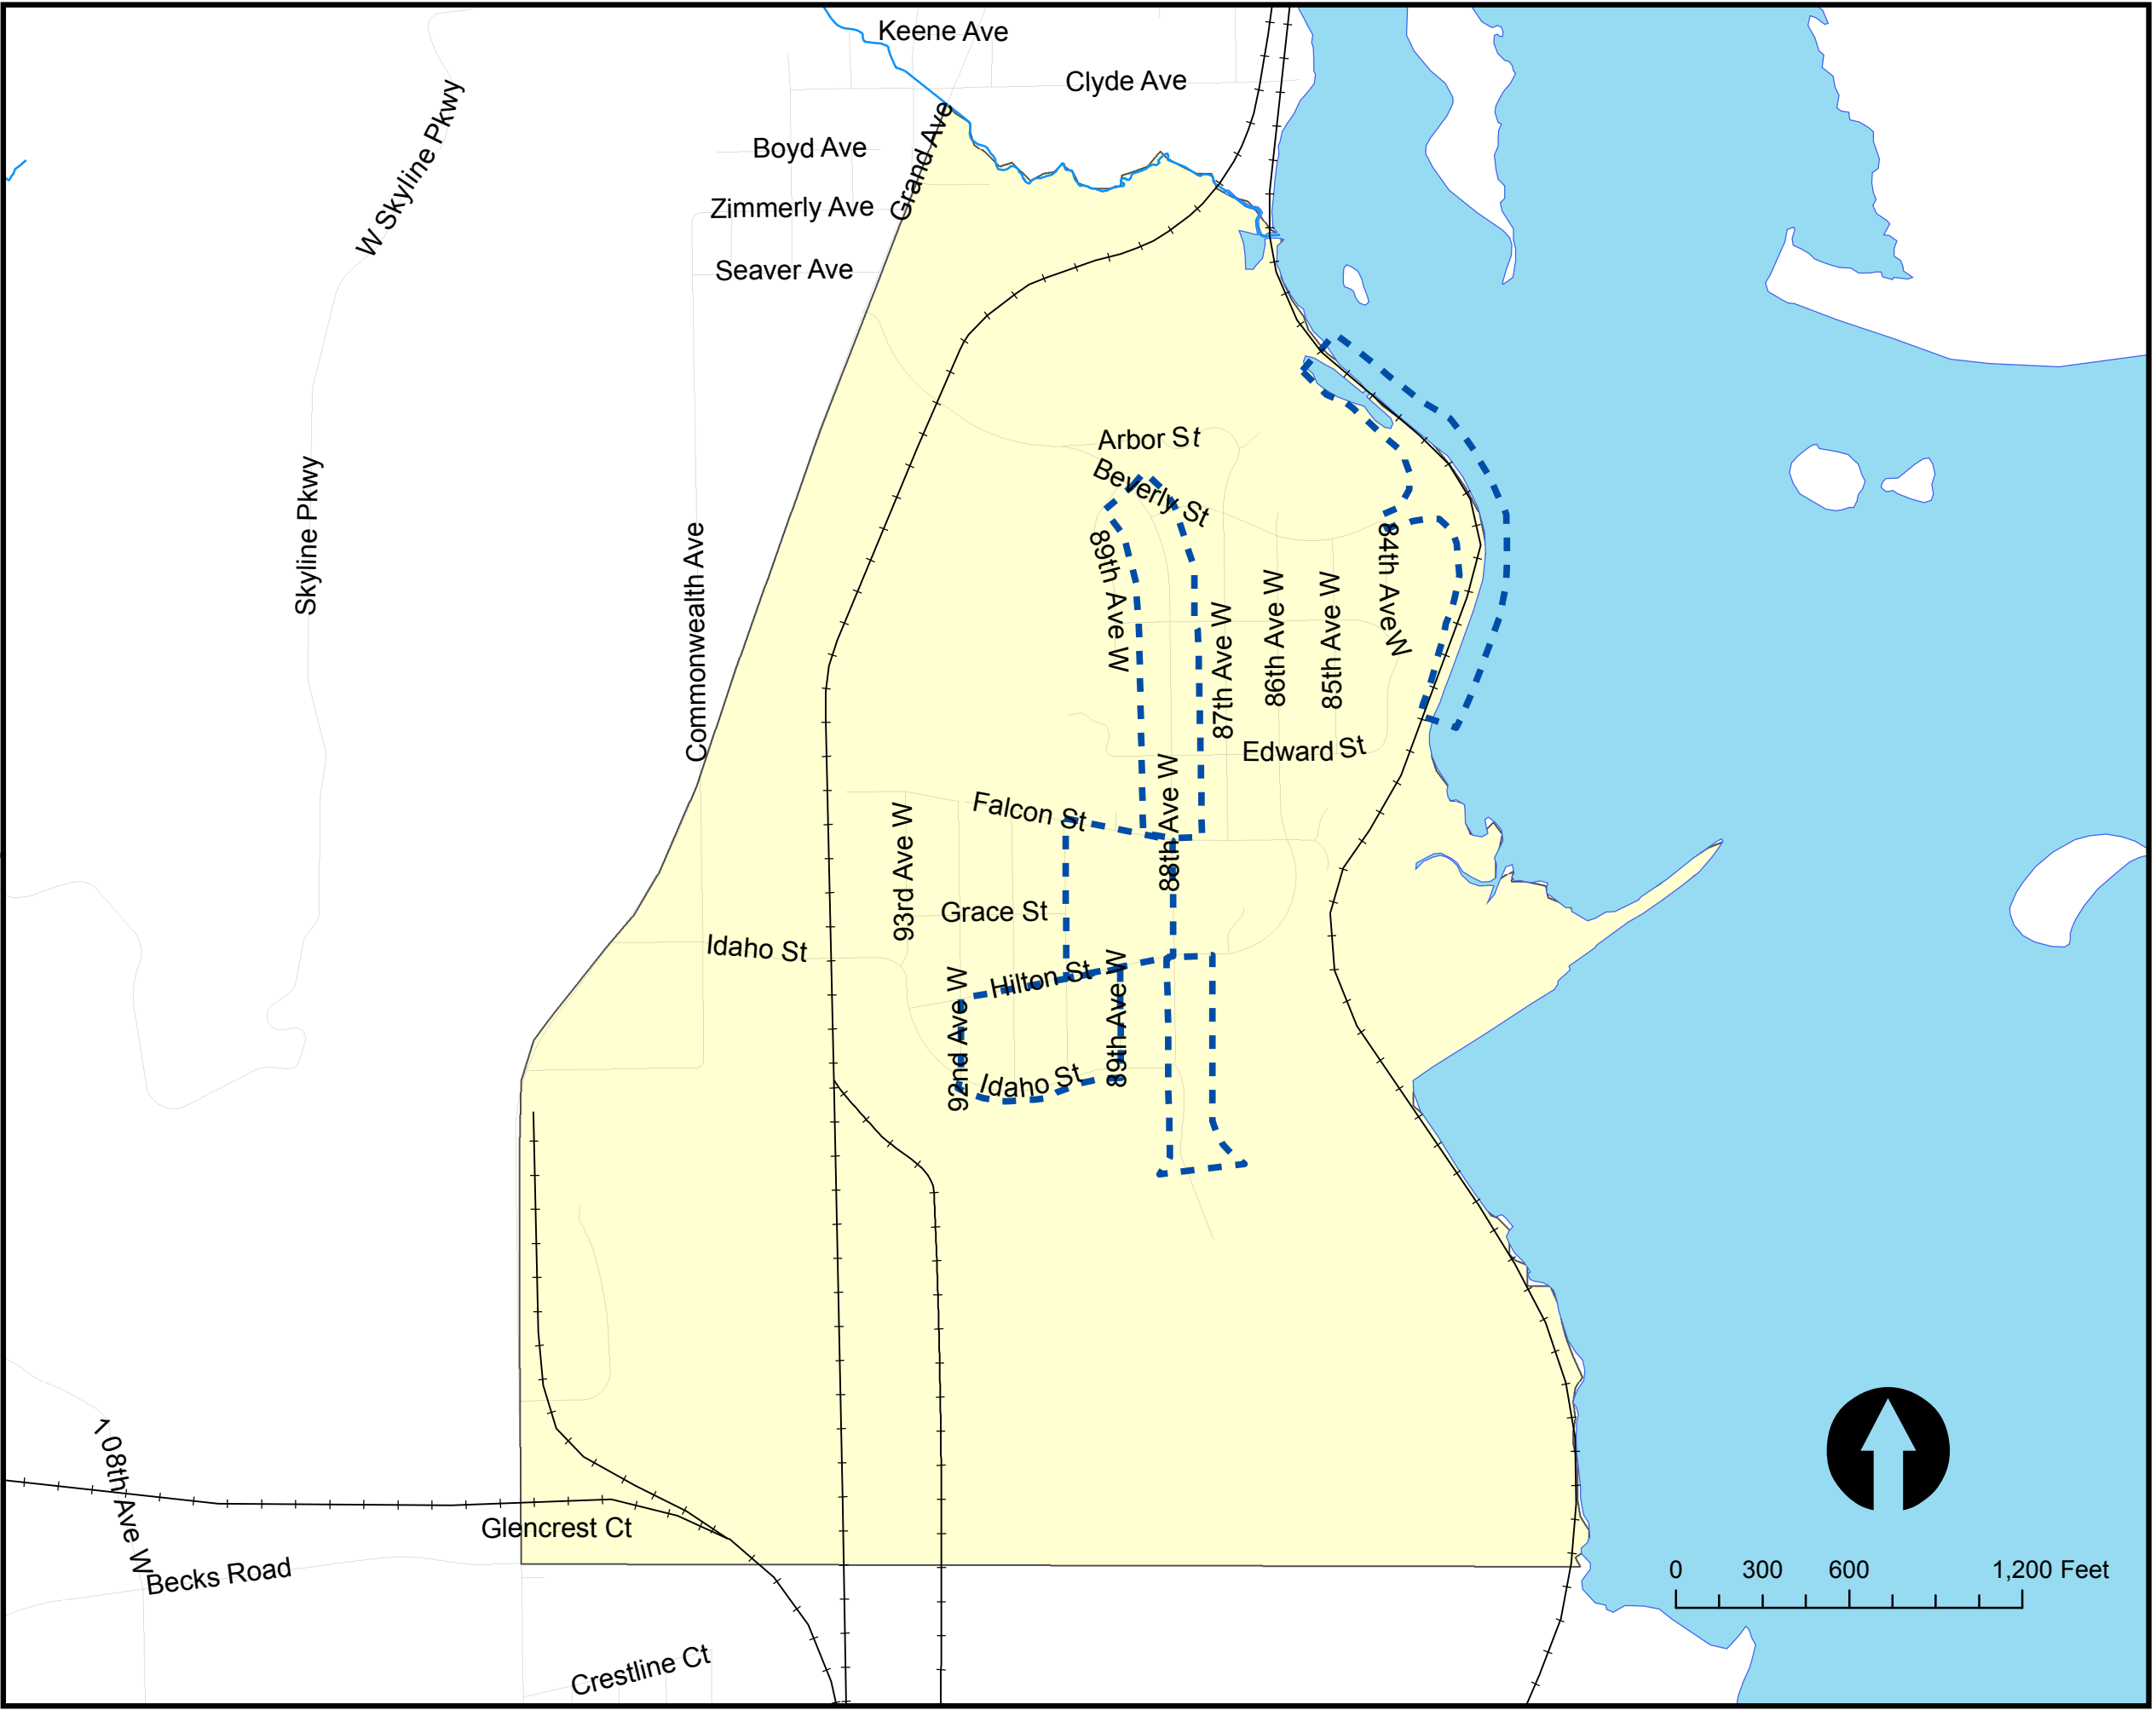 Keene Ave
Clyde Ave
W Skyline Pkwy
Boyd Ave
Grand Ave
Zimmerly Ave
Seaver Ave
Arbor St
Beverly St
Skyline Pkwy
Commonwealth Ave
89th Ave W
84th Ave W
87th Ave W
86th Ave W
85th Ave W
Edward St
88th Ave W
Falcon St
93rd Ave W
Grace St
Idaho St
Hilton St
92nd Ave W
89th Ave W
Idaho St
108th Ave W
Glencrest Ct
Becks Road
Crestline Ct
0 300 600 1,200 Feet